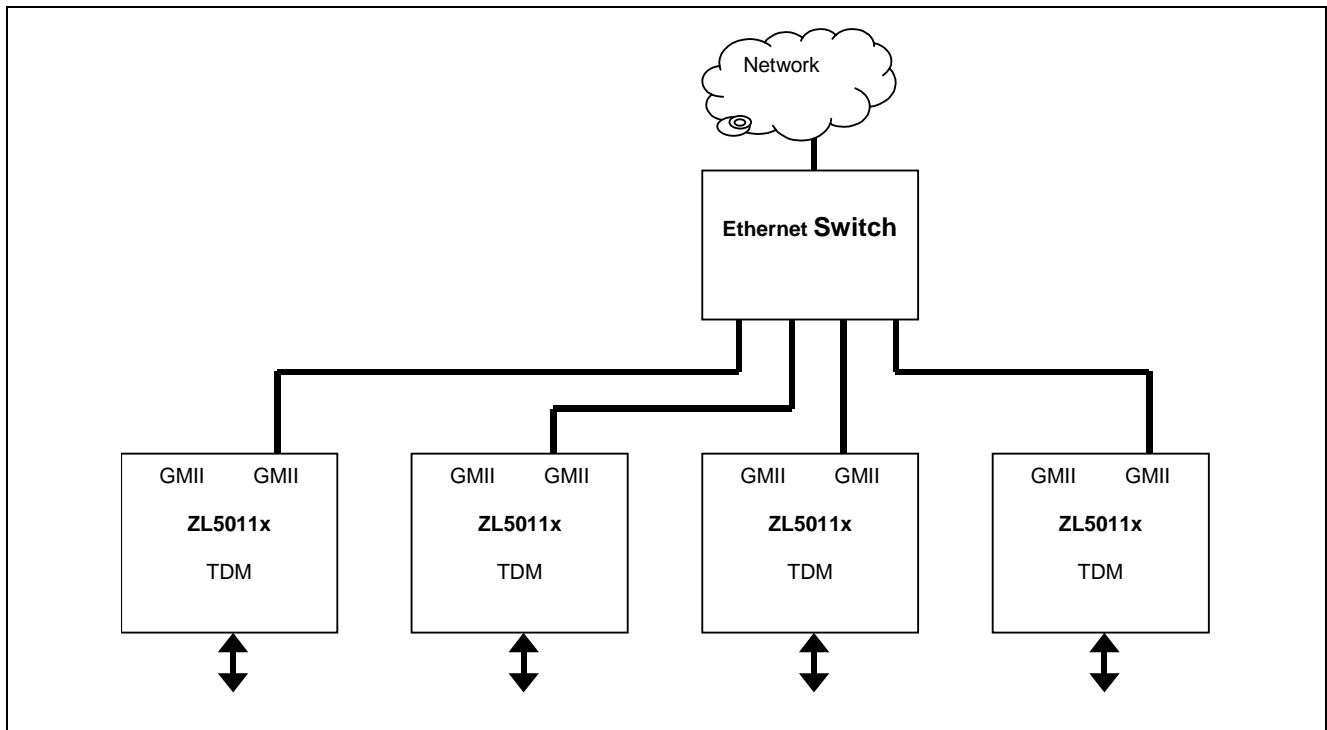 Network
Ethernet Switch
GMII GMII GMII GMII GMII GMII GMII GMII
ZL5011x ZL5011x ZL5011x ZL5011x
TDM TDM TDM TDM